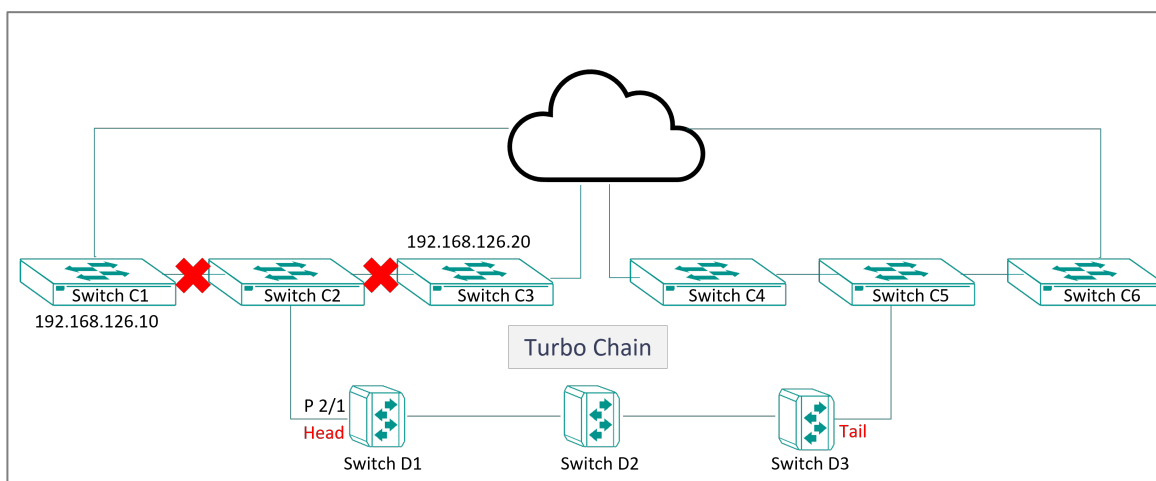 192.168.126.20
Switch C1
Switch C2
Switch C3
Switch C4
Switch C5
Switch C6
192.168.126.10
Turbo Chain
P 2/1
Head
Tail
Switch D1
Switch D2
Switch D3